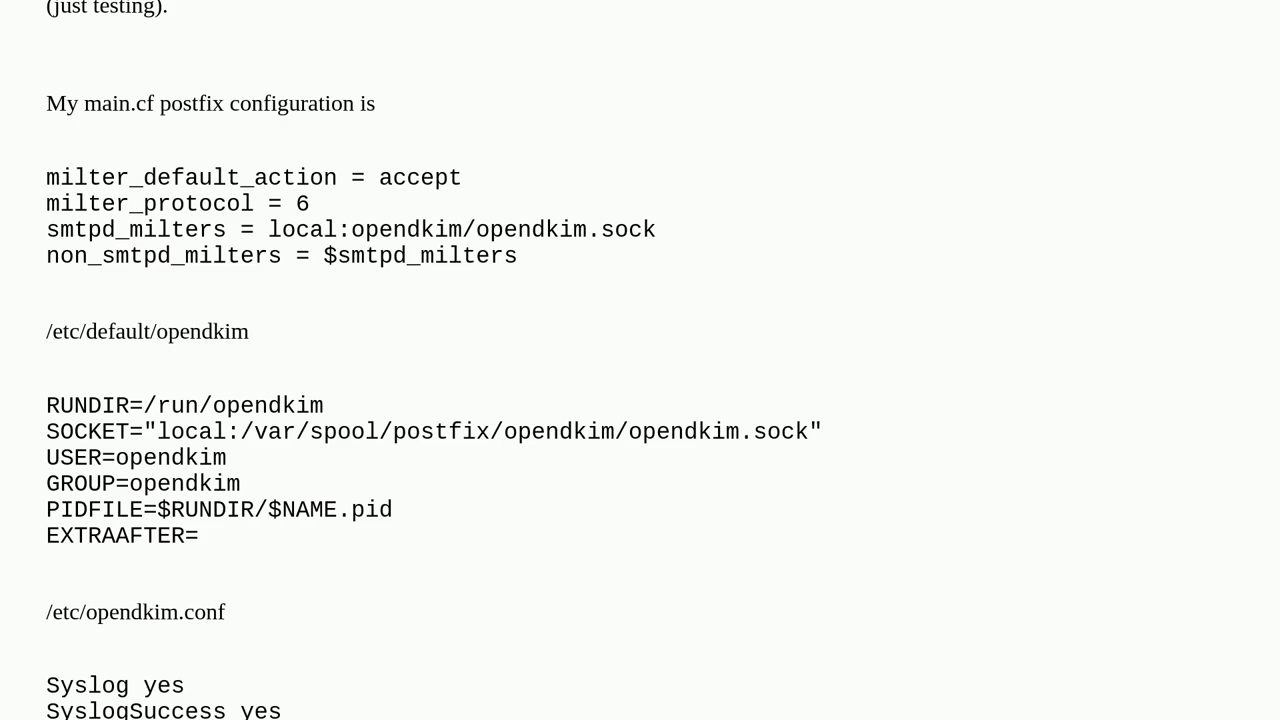 (just testing).
My main.cf postfix configuration is
milter_default_action = accept
milter_protocol = 6
smtpd_milters = local:opendkim/opendkim.sock
non_smtpd_milters = $smtpd_milters
/etc/default/opendkim
RUNDIR=/run/opendkim
SOCKET="local:/var/spool/postfix/opendkim/opendkim.sock"
USER=opendkim
GROUP=opendkim
PIDFILE=$RUNDIR/$NAME.pid
EXTRAAFTER=
/etc/opendkim.conf
Syslog yes
SyslogSuccess yes